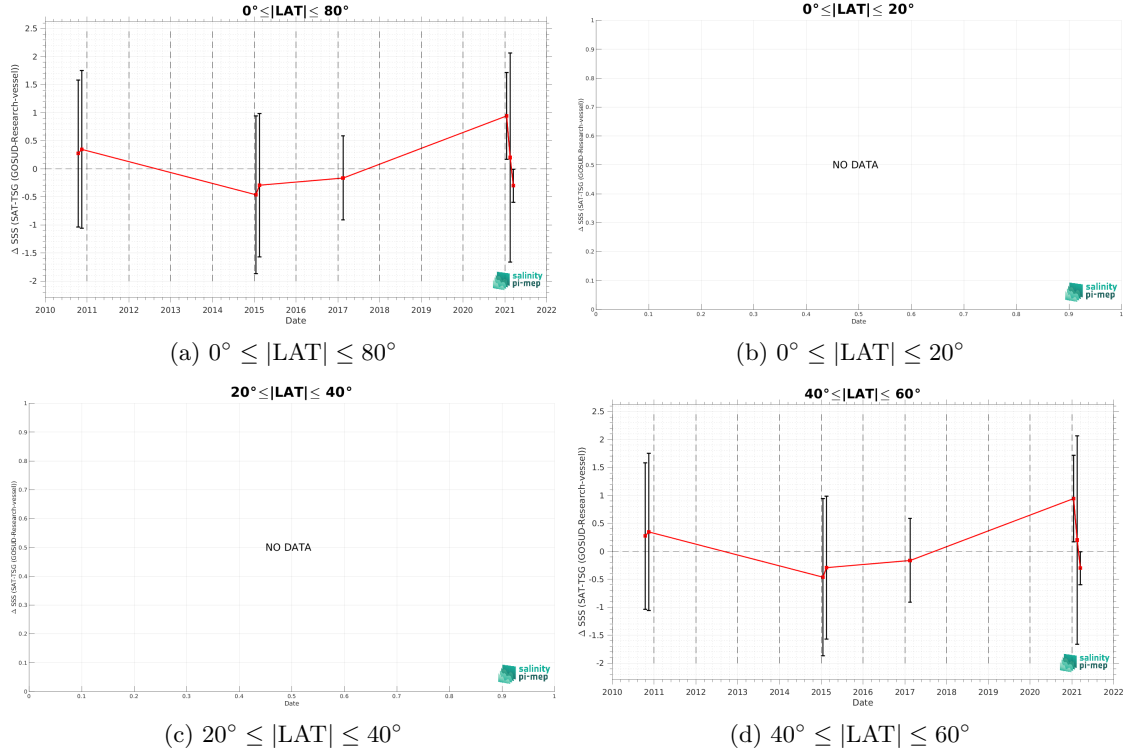 0°≤|LAT|≤ 80°
Δ SSS (SAT-TSG (GOSUD-Research-vessel))
2.5
2
1.5
1
0.5
0
-0.5
-1
-1.5
-2
2010 2011 2012 2013 2014 2015 2016 2017 2018 2019 2020 2021 2022
Date
salinity
pi-mep
(a) 0° ≤ |LAT| ≤ 80°
0°≤|LAT|≤ 20°
Δ SSS (SAT-TSG (GOSUD-Research-vessel))
1
0.9
0.8
0.7
0.6
0.5
0.4
0.3
0.2
0.1
0
NO DATA
0 0.1 0.2 0.3 0.4 0.5 0.6 0.7 0.8 0.9 1
Date
salinity
pi-mep
(b) 0° ≤ |LAT| ≤ 20°
20°≤|LAT|≤ 40°
Δ SSS (SAT-TSG (GOSUD-Research-vessel))
1
0.9
0.8
0.7
0.6
0.5
0.4
0.3
0.2
0.1
0
NO DATA
0 0.1 0.2 0.3 0.4 0.5 0.6 0.7 0.8 0.9 1
Date
salinity
pi-mep
(c) 20° ≤ |LAT| ≤ 40°
40°≤|LAT|≤ 60°
Δ SSS (SAT-TSG (GOSUD-Research-vessel))
2.5
2
1.5
1
0.5
0
-0.5
-1
-1.5
-2
2010 2011 2012 2013 2014 2015 2016 2017 2018 2019 2020 2021 2022
Date
salinity
pi-mep
(d) 40° ≤ |LAT| ≤ 60°